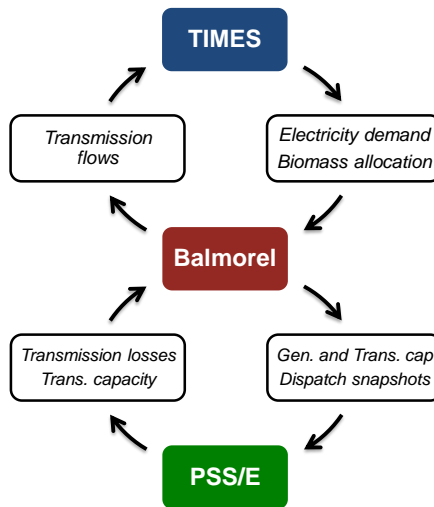 TIMES
Transmission
flows
Electricity demand
Biomass allocation
Balmorel
Transmission losses
Trans. capacity
Gen. and Trans. cap
Dispatch snapshots
PSS/E